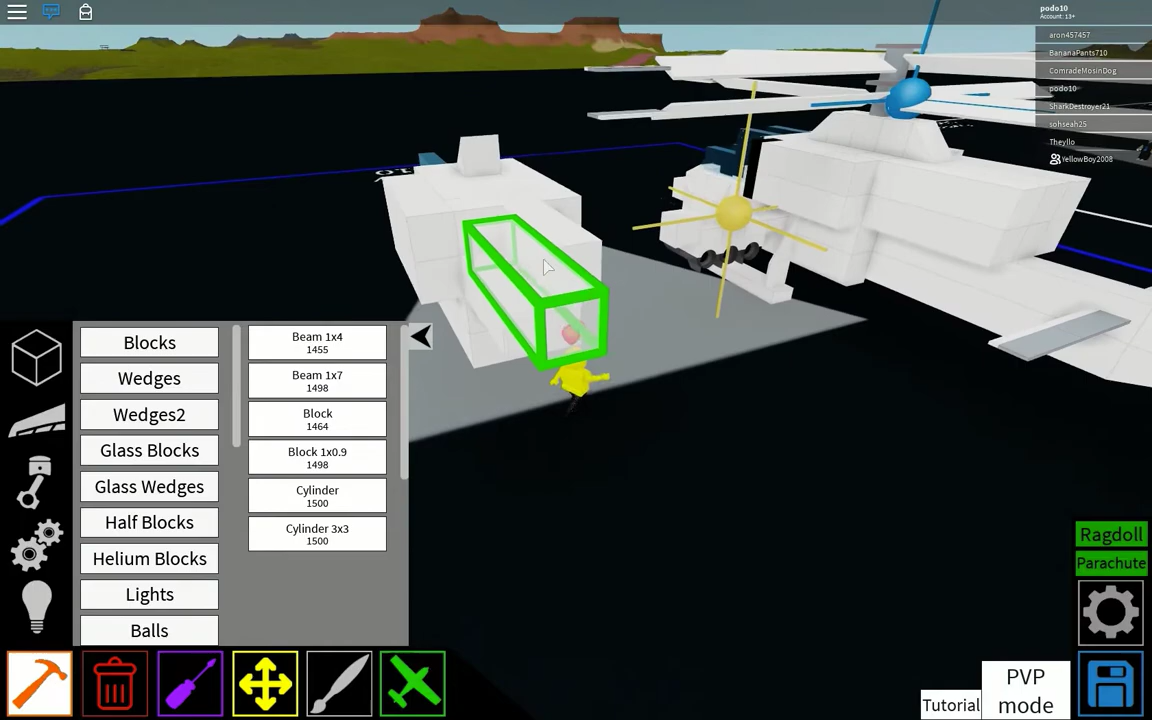 podo10
Account: 13+
aron457457
BananaPants710
ComradeMosinDog
podo10
SharkDestroyer21
sohseah25
Theyllo
YellowBoy2008
Blocks
Wedges
Wedges2
Glass Blocks
Glass Wedges
Half Blocks
Helium Blocks
Lights
Balls
Beam 1x4
1455
Beam 1x7
1498
Block
1464
Block 1x0.9
1498
Cylinder
1500
Cylinder 3x3
1500
Ragdoll
Parachute
Tutorial
PVP
mode